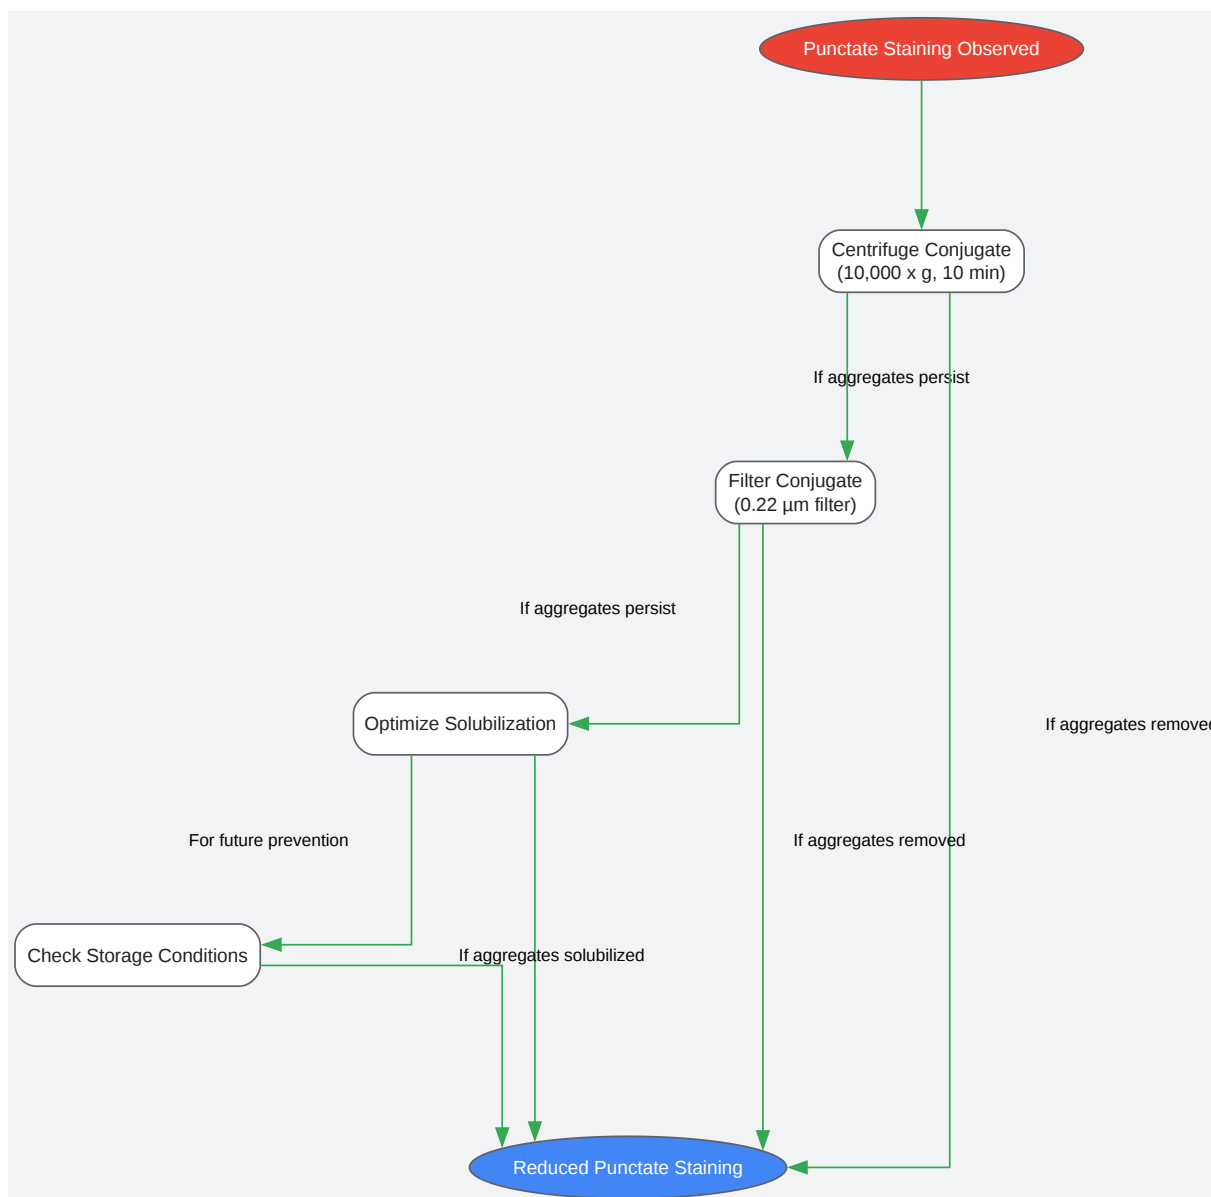 Punctate Staining Observed
Centrifuge Conjugate
(10,000 x g, 10 min)
If aggregates persist
Filter Conjugate
(0.22 µm filter)
If aggregates persist
Optimize Solubilization
If aggregates removed
For future prevention
If aggregates removed
Check Storage Conditions
If aggregates solubilized
Reduced Punctate Staining